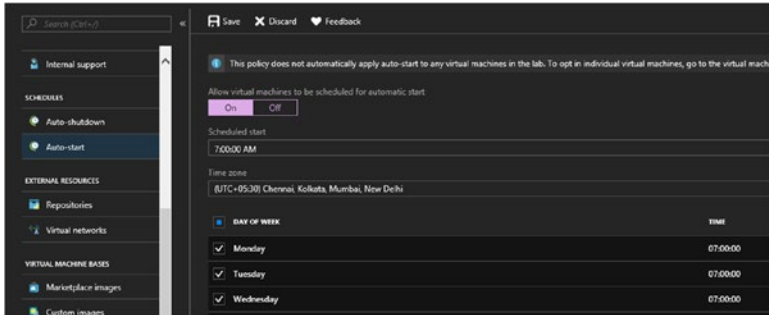 Search (Ctrl+/)
«
Save Discard Feedback
Internal support
SCHEDULES
Auto-shutdown
Auto-start
EXTERNAL RESOURCES
Repositories
Virtual networks
VIRTUAL MACHINE BASES
Marketplace images
Custom images
This policy does not automatically apply auto-start to any virtual machines in the lab. To opt in individual virtual machines, go to the virtual mach
Allow virtual machines to be scheduled for automatic start
On Off
Scheduled start
7:00:00 AM
Time zone
(UTC+05:30) Chennai, Kolkata, Mumbai, New Delhi
DAY OF WEEK TIME
Monday 07:00:00
Tuesday 07:00:00
Wednesday 07:00:00